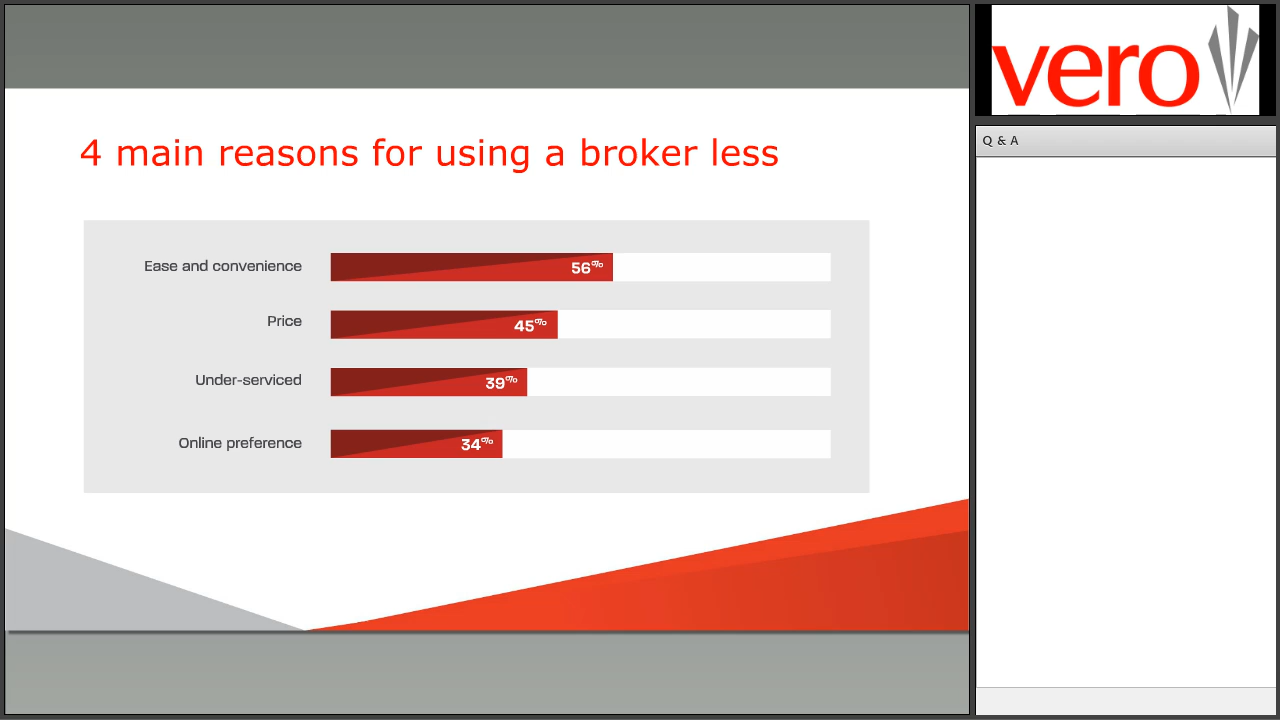 4 main reasons for using a broker less
Ease and convenience 56%
Price 45%
Under-serviced 39%
Online preference 34%
vero
Q & A